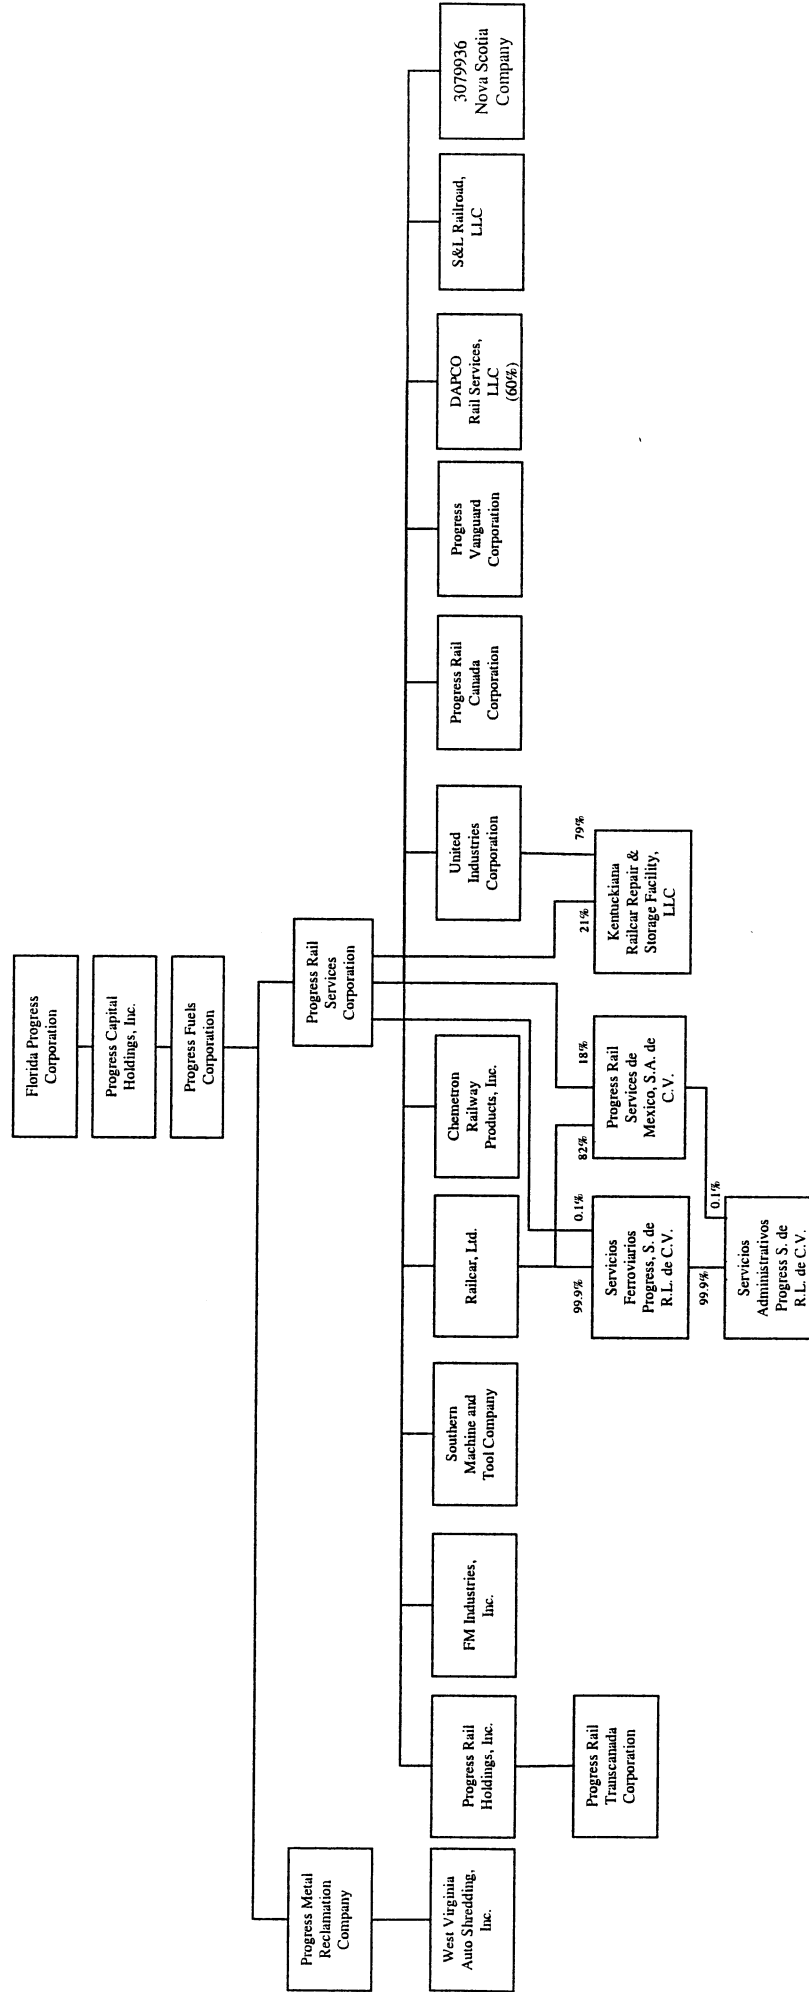 Florida Progress
Corporation
Progress Capital
Holdings, Inc.
Progress Fuels
Corporation
Progress Metal
Reclamation
Company
Progress Rail
Services
Corporation
West Virginia
Auto Shredding,
Inc.
Progress Rail
Holdings, Inc.
FM Industries,
Inc.
Southern
Machine and
Tool Company
Railcar, Ltd.
Chemetron
Railway
Products, Inc.
United
Industries
Corporation
Progress Rail
Canada
Corporation
Progress
Vanguard
Corporation
DAPCO
Rail Services,
LLC
(60%)
S&L Railroad,
LLC
3079936
Nova Scotia
Company
99.9%
0.1%
82%
18%
21%
79%
Progress Rail
Transcanada
Corporation
Servicios
Ferroviarios
Progress, S. de
R.L. de C.V.
Progress Rail
Services de
Mexico, S.A. de
C.V.
Kentuckiana
Railcar Repair &
Storage Facility,
LLC
99.9%
0.1%
Servicios
Administrativos
Progress S. de
R.L. de C.V.